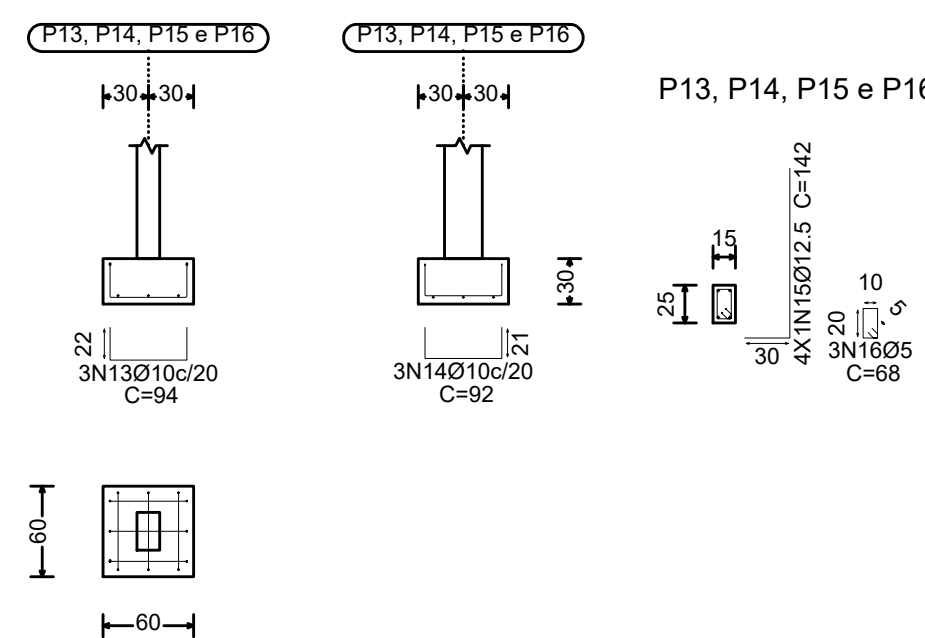 P13, P14, P15 e P16
30 30
22
3N13Ø10c/20
C=94
P13, P14, P15 e P16
30 30
30
21
3N14Ø10c/20
C=92
P13, P14, P15 e P16
15
25
30
4X1N15Ø12.5 C=142
10
20
5
3N16Ø5
C=68
60
60